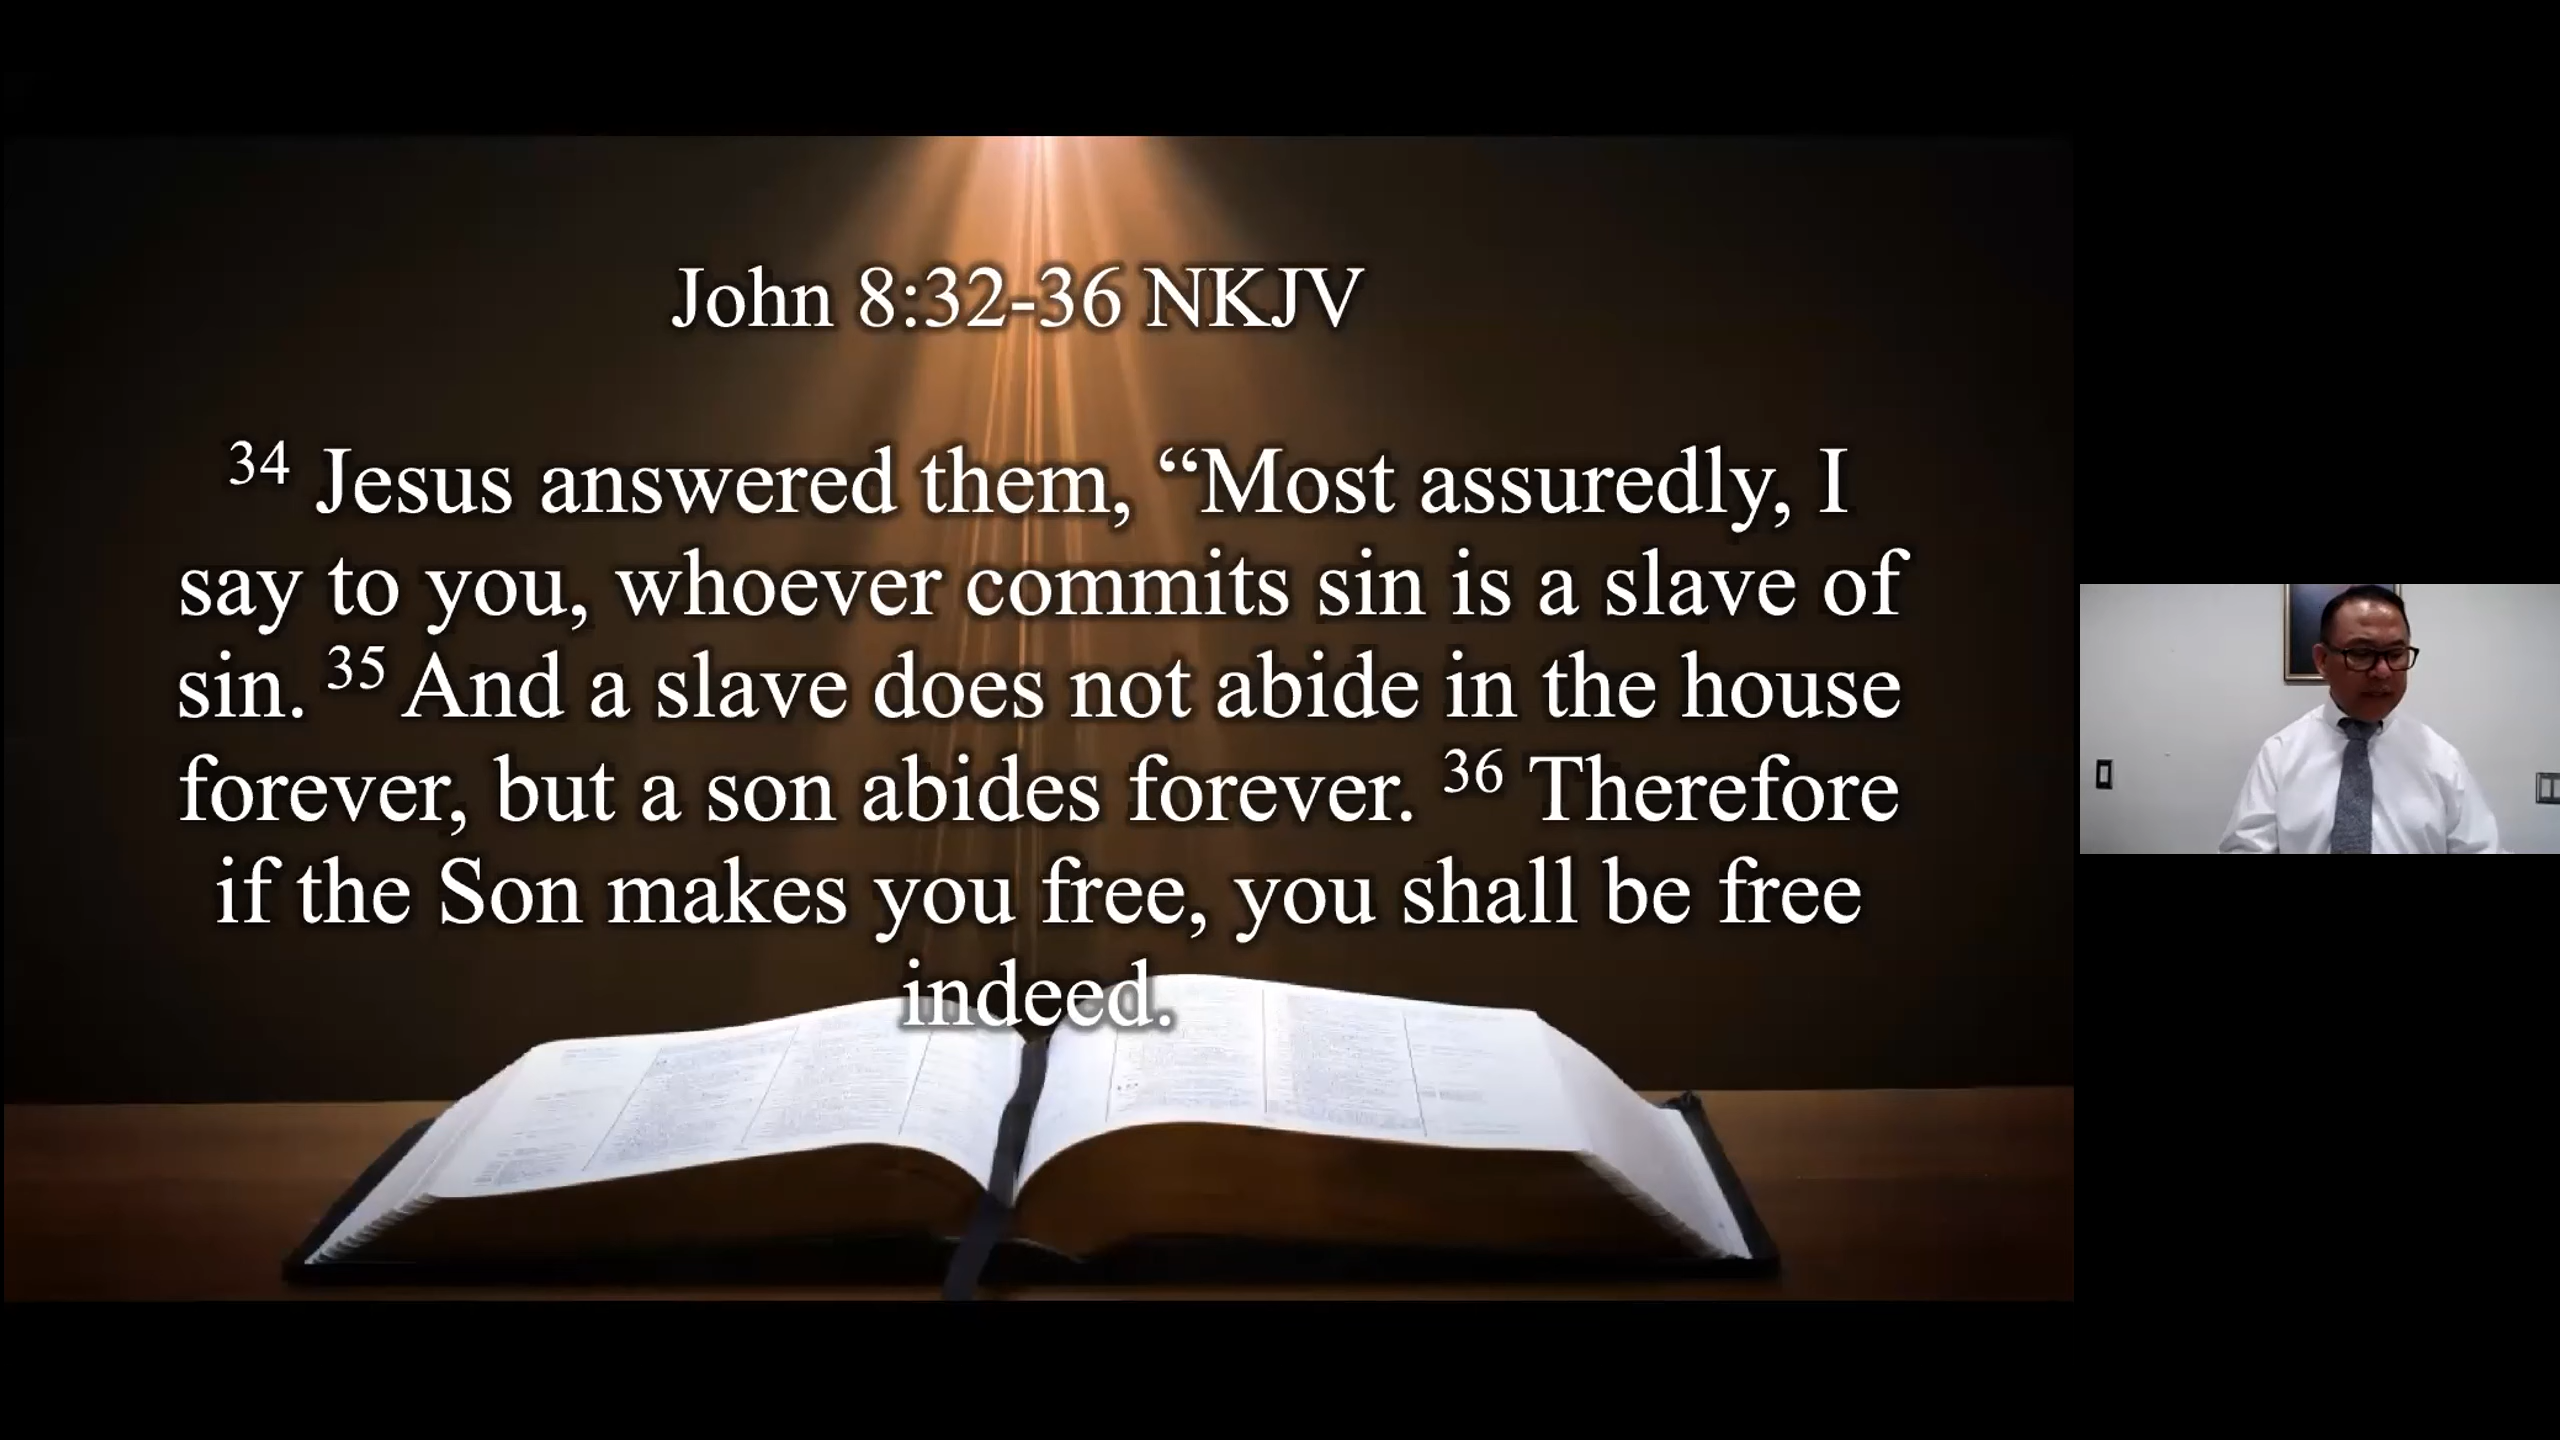 John 8:32-36 NKJV
34 Jesus answered them, “Most assuredly, I
say to you, whoever commits sin is a slave of
sin. 35 And a slave does not abide in the house
forever, but a son abides forever. 36 Therefore
if the Son makes you free, you shall be free
indeed.